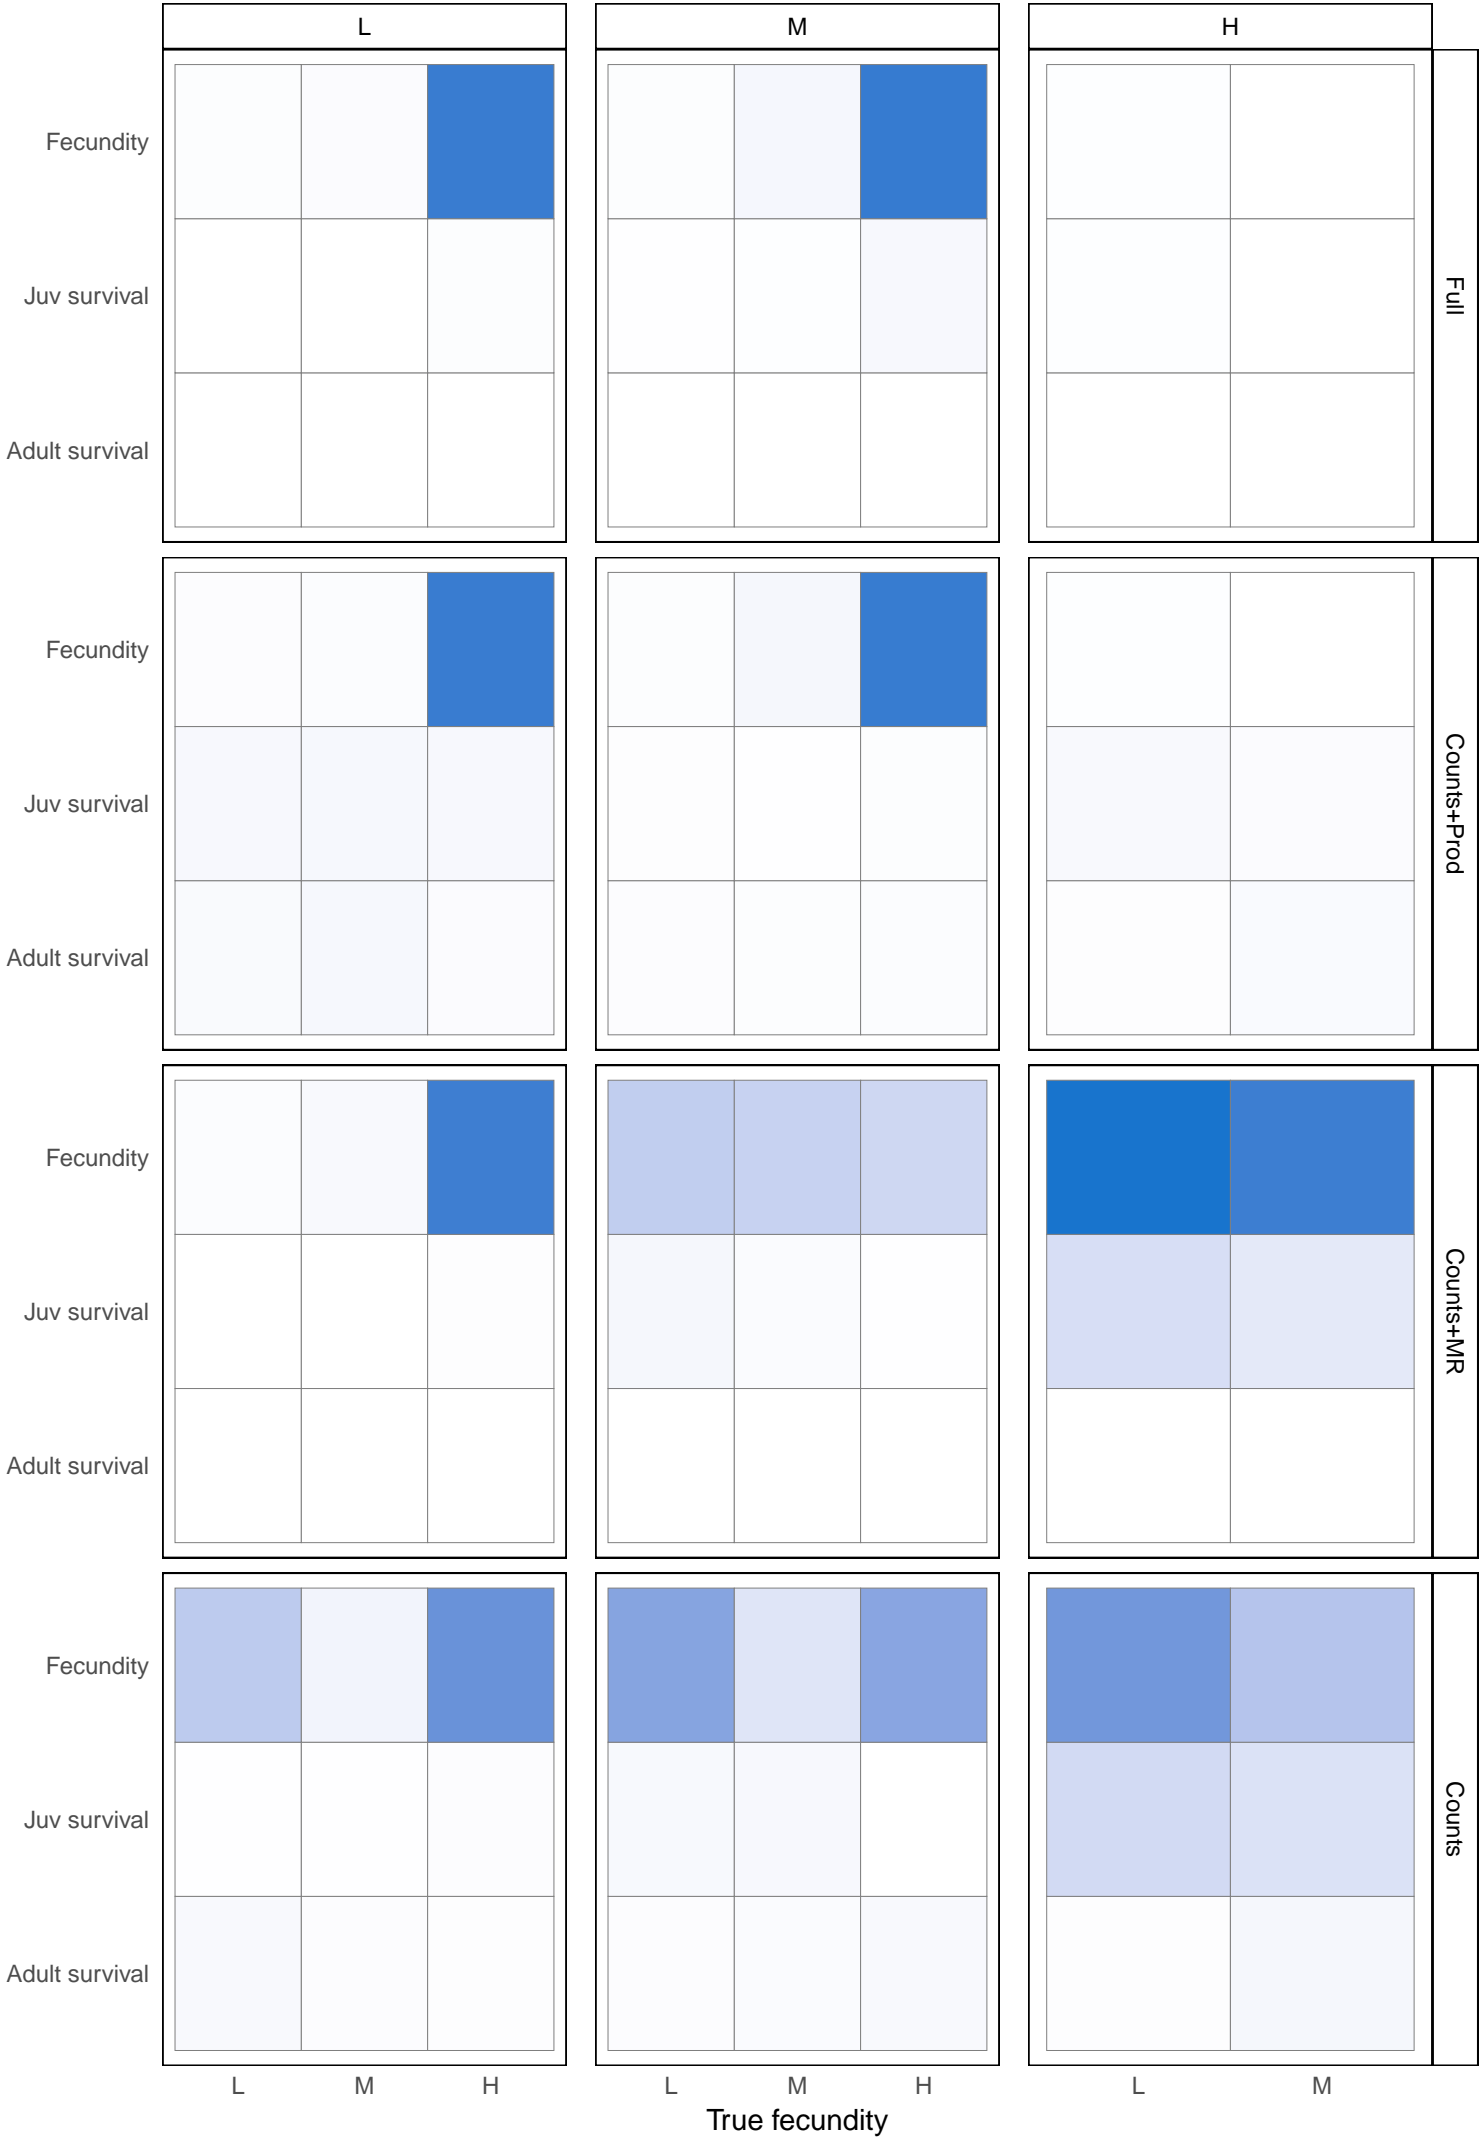 L M H
Fecundity
Juv survival
Adult survival
Full
Fecundity
Juv survival
Adult survival
Counts+Prod
Fecundity
Juv survival
Adult survival
Counts+MR
Fecundity
Juv survival
Adult survival
Counts
L M H L M H L M
True fecundity